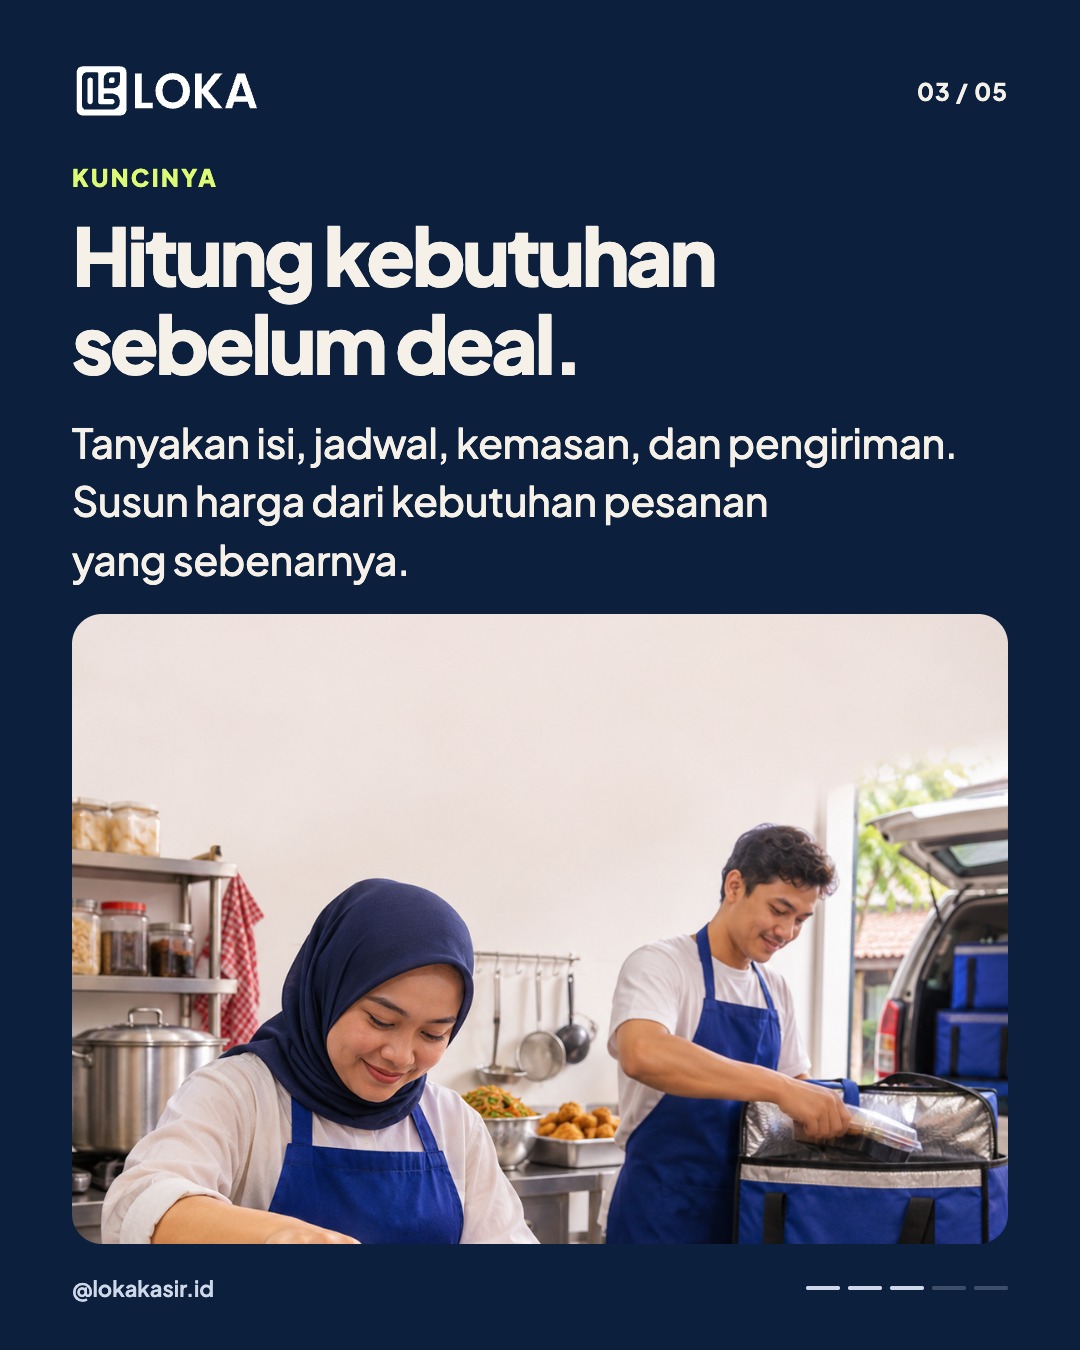 LOKA
03 / 05
KUNCINYA
Hitung kebutuhan
sebelum deal.
Tanyakan isi, jadwal, kemasan, dan pengiriman.
Susun harga dari kebutuhan pesanan
yang sebenarnya.
@lokakasir.id